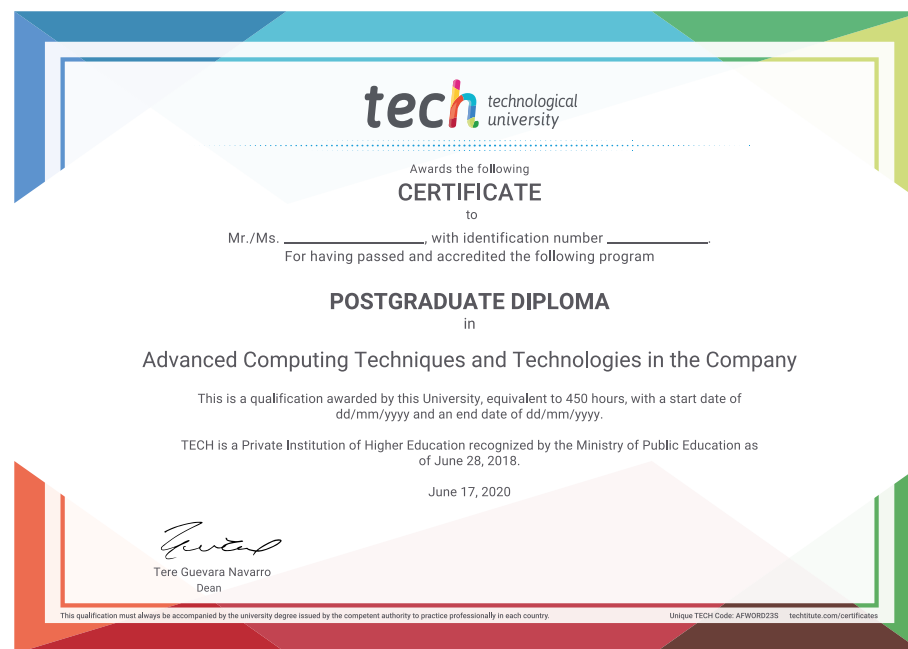 tech technological
university
Awards the following
CERTIFICATE
to
Mr./Ms. ____________, with identification number ____________.
For having passed and accredited the following program
POSTGRADUATE DIPLOMA
in
Advanced Computing Techniques and Technologies in the Company
This is a qualification awarded by this University, equivalent to 450 hours, with a start date of
dd/mm/yyyy and an end date of dd/mm/yyyy.
TECH is a Private Institution of Higher Education recognized by the Ministry of Public Education as
of June 28, 2018.
June 17, 2020
Tere Guevara Navarro
Dean
This qualification must always be accompanied by the university degree issued by the competent authority to practice professionally in each country. Unique TECH Code: AFWORD23S techtitute.com/certificates